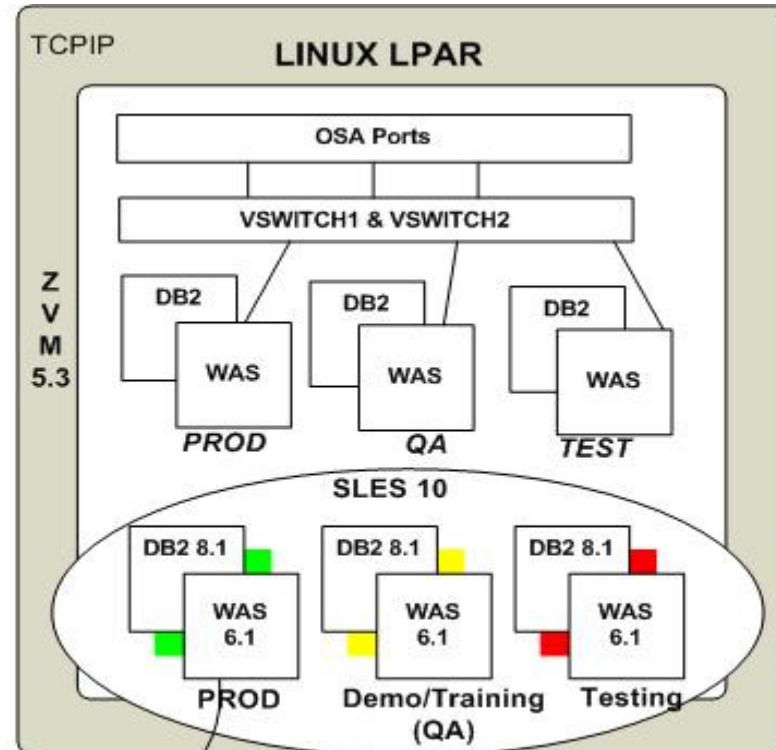 TCPIP
LINUX LPAR
OSA Ports
VSWITCH1 & VSWITCH2
Z
V
M
5.3
DB2
WAS
PROD
DB2
WAS
QA
DB2
WAS
TEST
SLES 10
DB2 8.1
WAS
6.1
PROD
DB2 8.1
WAS
6.1
Demo/Training
(QA)
DB2 8.1
WAS
6.1
Testing